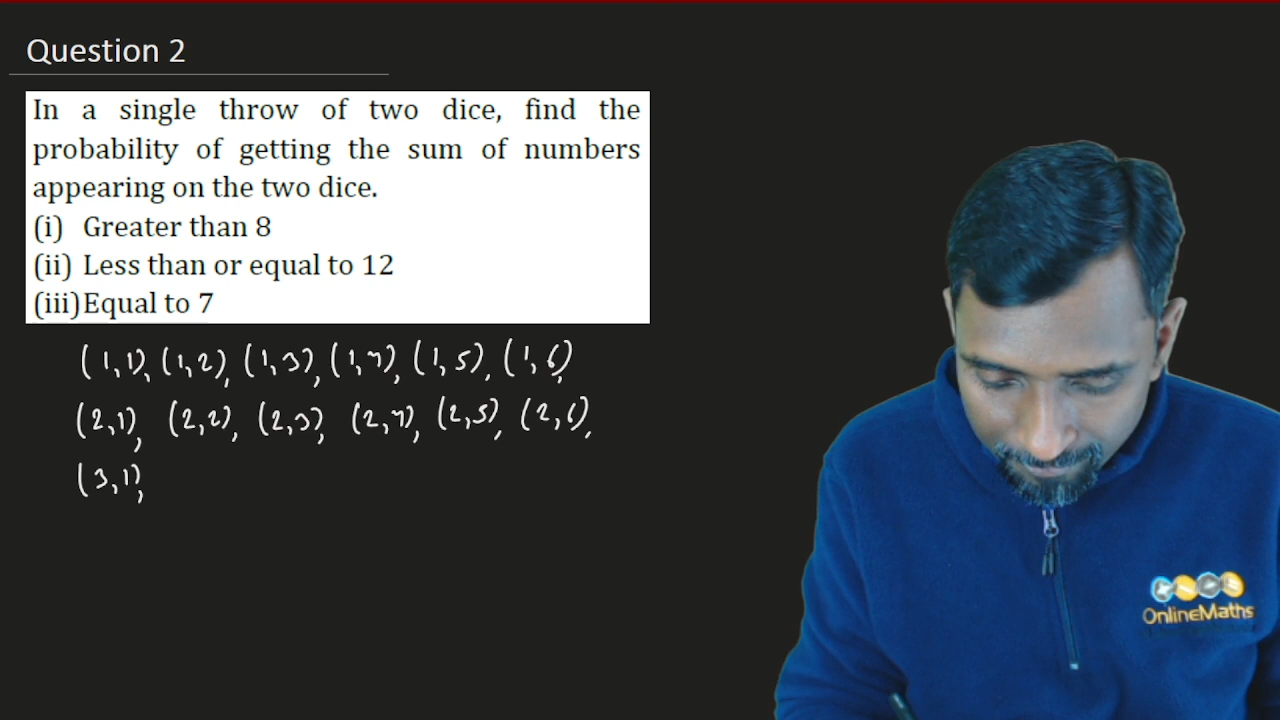 Question 2
In a single throw of two dice, find the
probability of getting the sum of numbers
appearing on the two dice.
(i) Greater than 8
(ii) Less than or equal to 12
(iii) Equal to 7
(1,1), (1,2), (1,3), (1,4), (1,5), (1,6),
(2,1), (2,2), (2,3), (2,4), (2,5), (2,6),
(3,1),
OnlineMaths